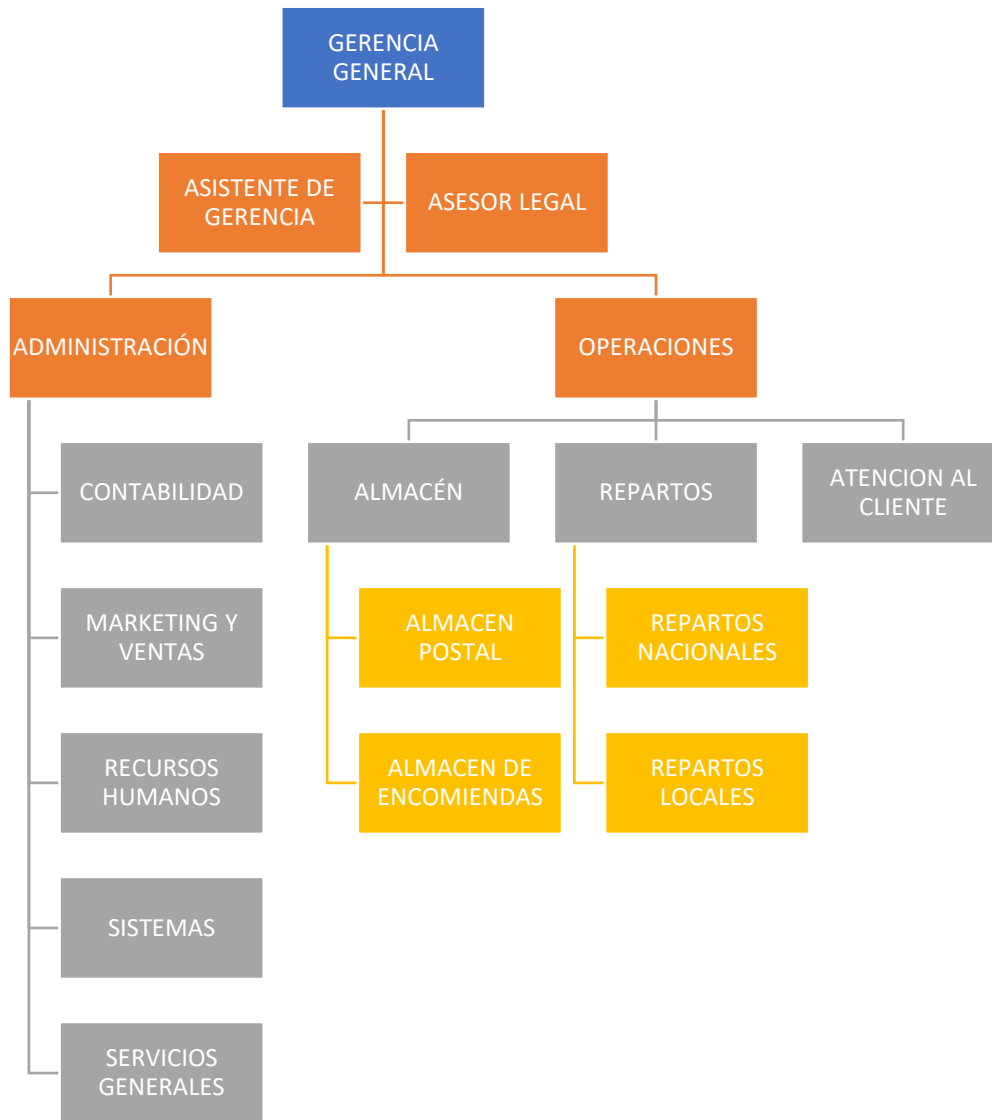 GERENCIA
GENERAL
ASISTENTE DE
GERENCIA
ASESOR LEGAL
ADMINISTRACIÓN
OPERACIONES
CONTABILIDAD
ALMACÉN
REPARTOS
ATENCION AL
CLIENTE
MARKETING Y
VENTAS
ALMACEN
POSTAL
REPARTOS
NACIONALES
RECURSOS
HUMANOS
ALMACEN DE
ENCOMIENDAS
REPARTOS
LOCALES
SISTEMAS
SERVICIOS
GENERALES